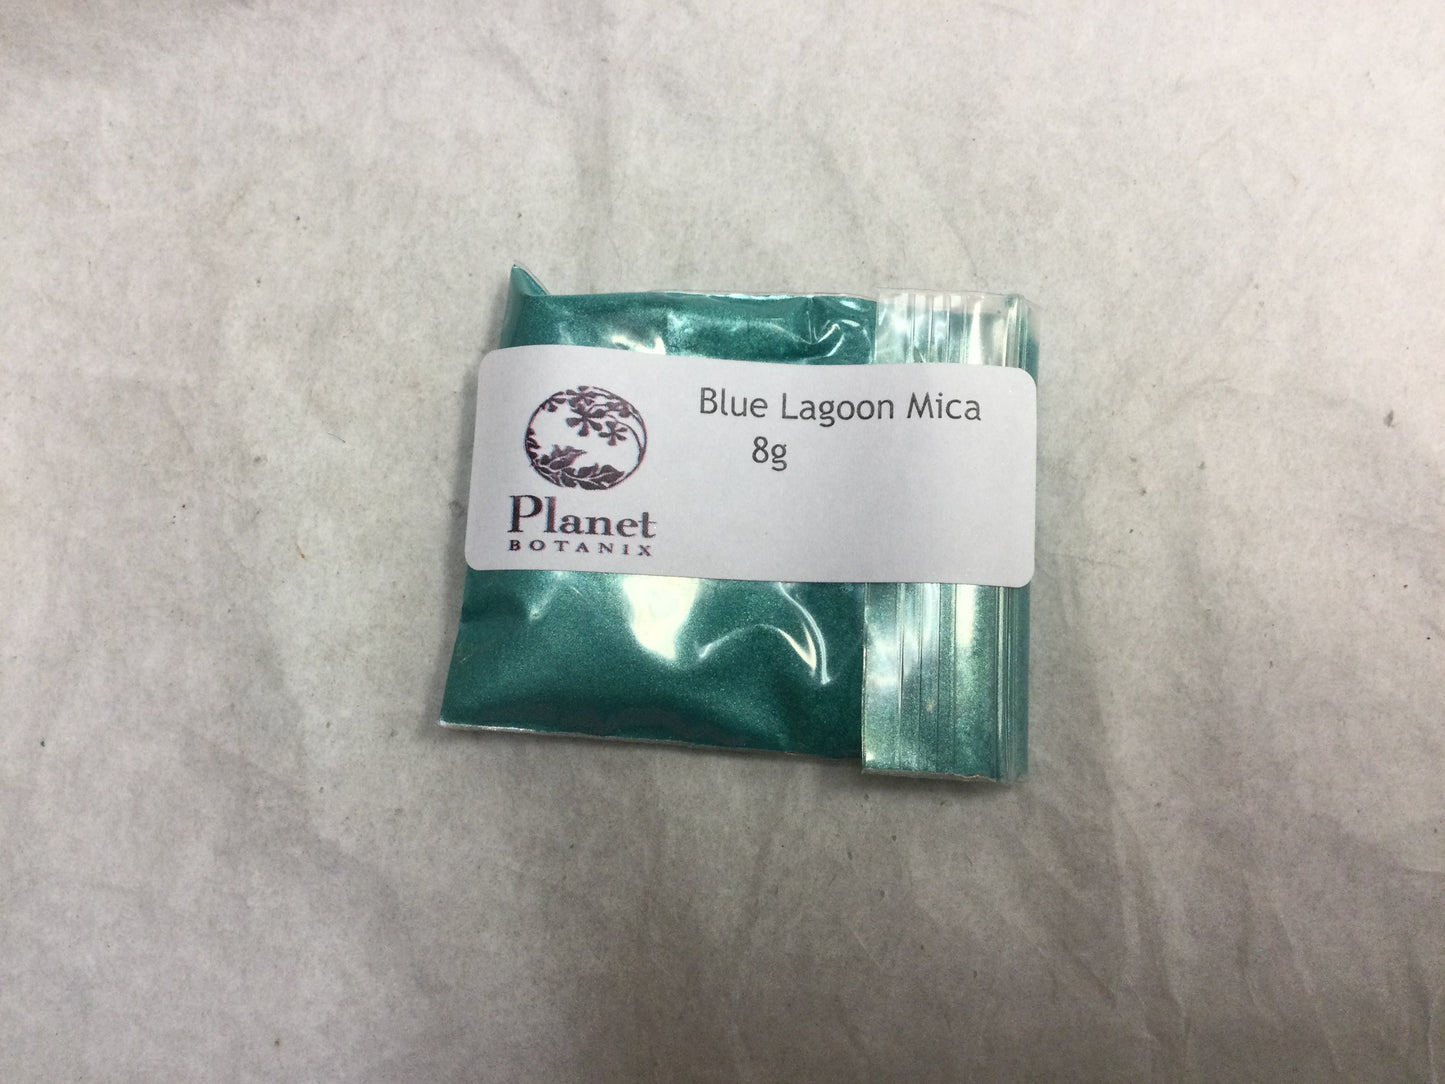 Blue Lagoon Mica
8g
Planet
BOTANIX